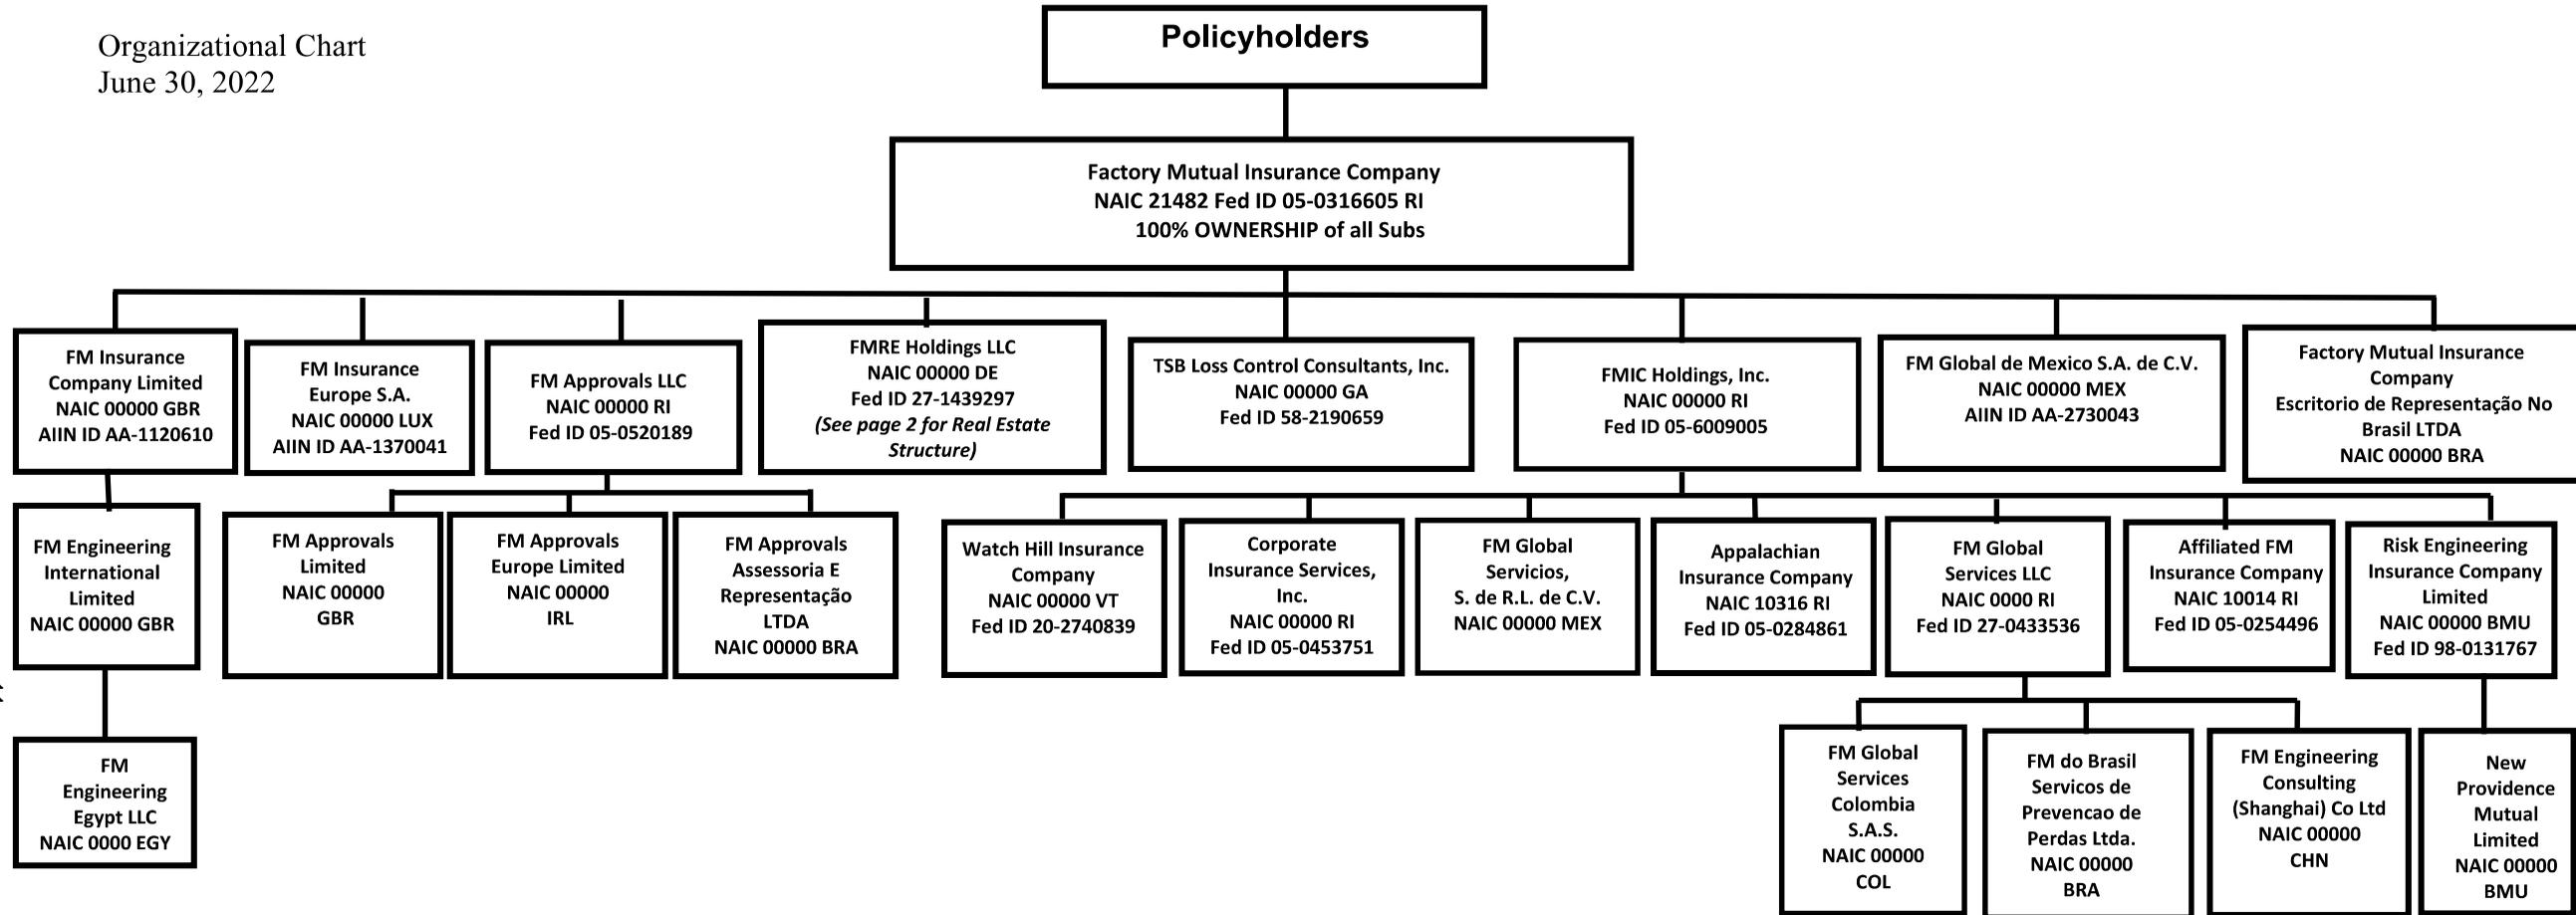 Organizational Chart
June 30, 2022
Policyholders
Factory Mutual Insurance Company
NAIC 21482 Fed ID 05-0316605 RI
100% OWNERSHIP of all Subs
FM Insurance
Company Limited
NAIC 00000 GBR
AIIN ID AA-1120610
FM Insurance
Europe S.A.
NAIC 00000 LUX
AIIN ID AA-1370041
FM Approvals LLC
NAIC 00000 RI
Fed ID 05-0520189
FMRE Holdings LLC
NAIC 00000 DE
Fed ID 27-1439297
(See page 2 for Real Estate
Structure)
TSB Loss Control Consultants, Inc.
NAIC 00000 GA
Fed ID 58-2190659
FMIC Holdings, Inc.
NAIC 00000 RI
Fed ID 05-6009005
FM Global de Mexico S.A. de C.V.
NAIC 00000 MEX
AIIN ID AA-2730043
Factory Mutual Insurance
Company
Escritorio de Representação No
Brasil LTDA
NAIC 00000 BRA
FM Engineering
International
Limited
NAIC 00000 GBR
FM Approvals
Limited
NAIC 00000
GBR
FM Approvals
Europe Limited
NAIC 00000
IRL
FM Approvals
Assessoria E
Representação
LTDA
NAIC 00000 BRA
Watch Hill Insurance
Company
NAIC 00000 VT
Fed ID 20-2740839
Corporate
Insurance Services,
Inc.
NAIC 00000 RI
Fed ID 05-0453751
FM Global
Servicios,
S. de R.L. de C.V.
NAIC 00000 MEX
Appalachian
Insurance Company
NAIC 10316 RI
Fed ID 05-0284861
FM Global
Services LLC
NAIC 0000 RI
Fed ID 27-0433536
Affiliated FM
Insurance Company
NAIC 10014 RI
Fed ID 05-0254496
Risk Engineering
Insurance Company
Limited
NAIC 00000 BMU
Fed ID 98-0131767
FM
Engineering
Egypt LLC
NAIC 0000 EGY
FM Global
Services
Colombia
S.A.S.
NAIC 00000
COL
FM do Brasil
Servicos de
Prevencao de
Perdas Ltda.
NAIC 00000
BRA
FM Engineering
Consulting
(Shanghai) Co Ltd
NAIC 00000
CHN
New
Providence
Mutual
Limited
NAIC 00000
BMU